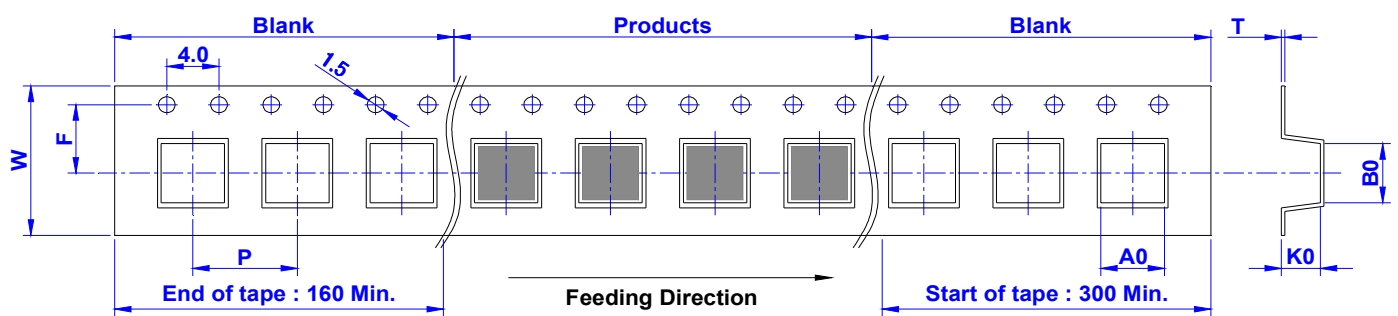 Blank
Products
Blank
T
4.0
1.5
F
W
B0
P
A0
K0
End of tape : 160 Min.
Feeding Direction
Start of tape : 300 Min.